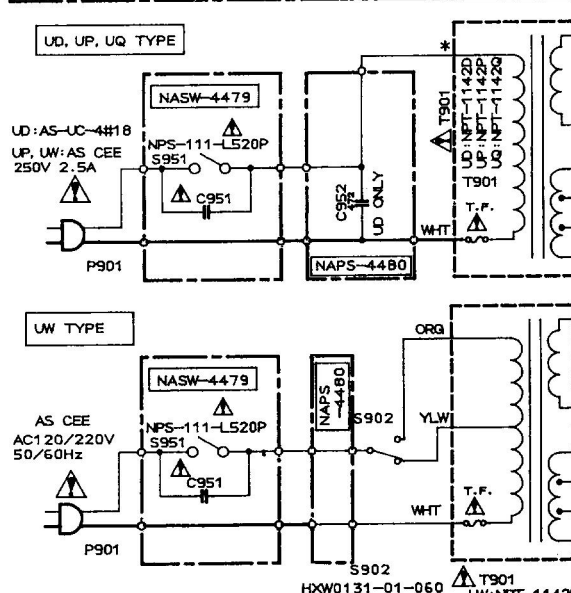 UD, UP, UQ TYPE
NASW-4479
UD:AS-UC-4#18
UP, UW:AS CEE
250V 2.5A
NPS-111-L520P
S951
C951
P901
C952
UD ONLY
NAPS-4480
*
WHT
T901
UD:NPT-1142D
UP:NPT-1142P
UQ:NPT-1142Q
T901
T.F.
UW TYPE
NASW-4479
NAPS
-4480
AS CEE
AC120/220V
50/60Hz
NPS-111-L520P
S951
C951
P901
ORG
S902
YLW
WHT
T.F.
S902
HXW0131-01-060
T901